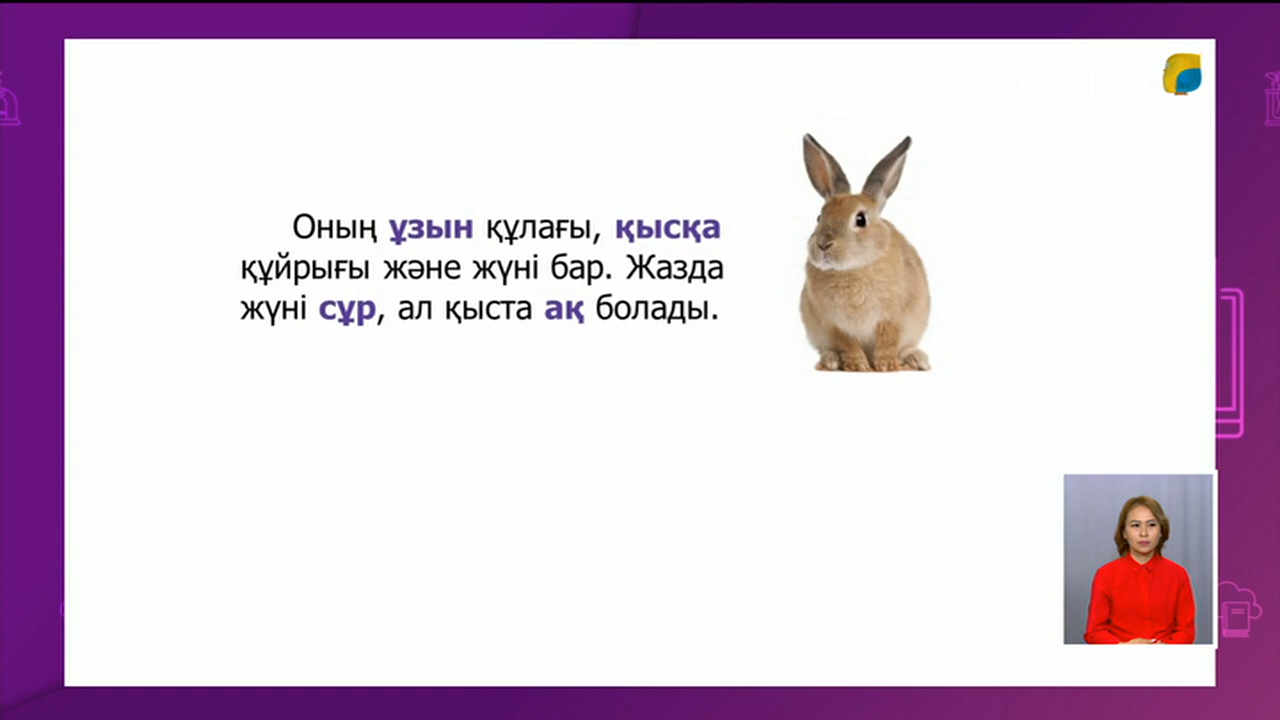 Оның ұзын құлағы, қысқа
құйрығы және жүні бар. Жазда
жүні сұр, ал қыста ақ болады.